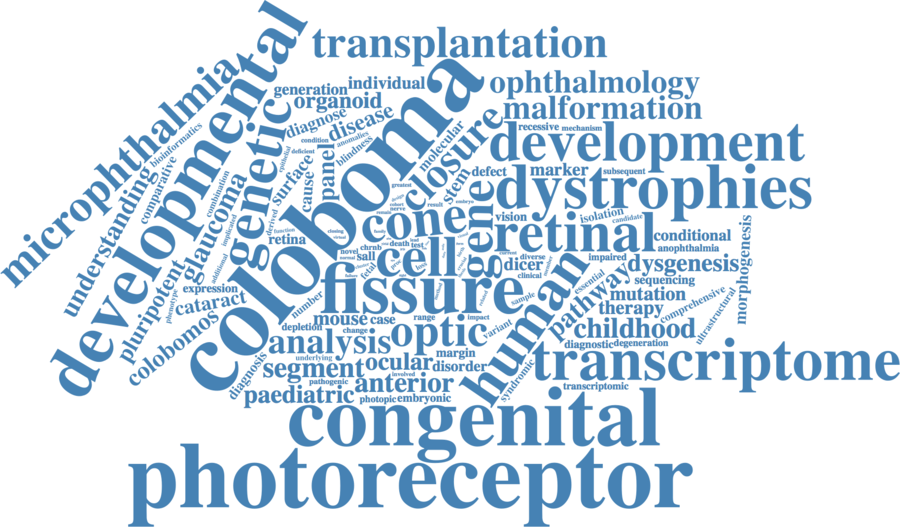 transplantation
developmental
microphthalmia
coloboma
ophthalmology
individual
generation
organoid
malformation
genetic
diagnose
disease
closure
molecular
recessive
mechanism
development
bioinformatics
condition
anomalies
blindness
panel
epithelial
deficient
surface
cause
understanding
comparative
glaucoma
combination
stem
defect
marker
subsequent
dystrophies
greatest
design
cohort
nerve
result
embryo
gene
cone
vision
isolation
candidate
retinal
conditional
morphogenesis
anophthalmia
implicated
derived
function
retina
closing
novel
chrnb
death
test
sall
cell
fetal
fissure
dicer
diverse
clinical
impaired
dysgenesis
sequencing
human
pathway
essential
mutation
therapy
comprehensive
ultrastructural
pluripotent
additional
expression
phenotype
cataract
colobomos
number
mouse
case
range
impact
sample
variant
childhood
depletion
change
analysis
optic
diagnostic
degeneration
underlying
segment
ocular
margin
disorder
transcriptome
diagnosis
pathogenic
involved
anterior
syndromic
transcriptomic
paediatric
photopic
embryonic
congenital
photoreceptor